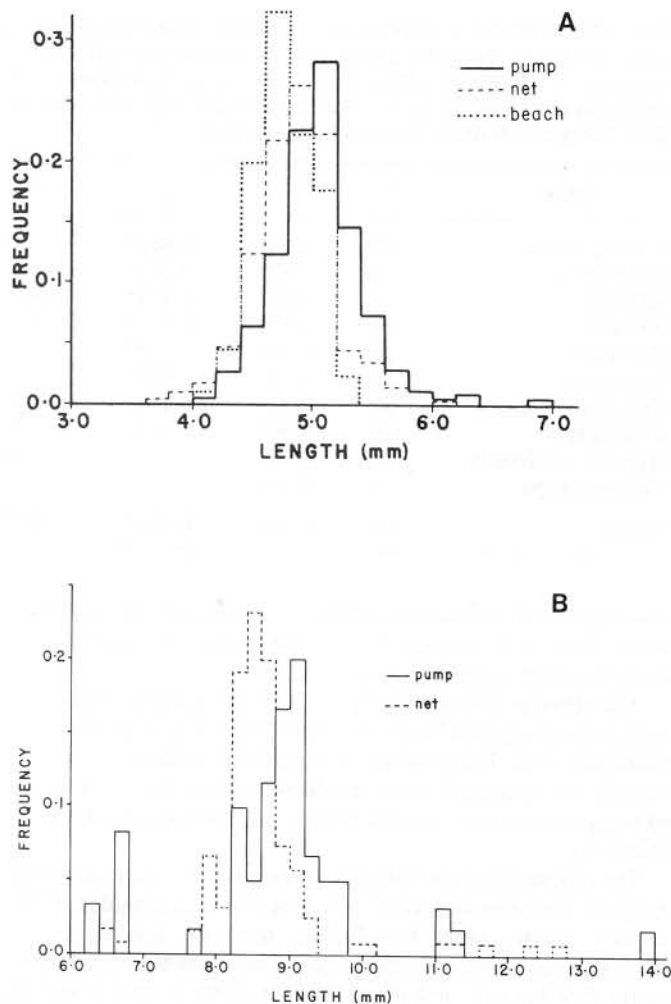 A
0·3
pump
net
beach
0·2
FREQUENCY
0·1
0·0
3·0 4·0 5·0 6·0 7·0
LENGTH (mm)
B
0·2
pump
net
FREQUENCY
0·1
0·0
6·0 7·0 8·0 9·0 10·0 11·0 12·0 13·0 14·0
LENGTH (mm)